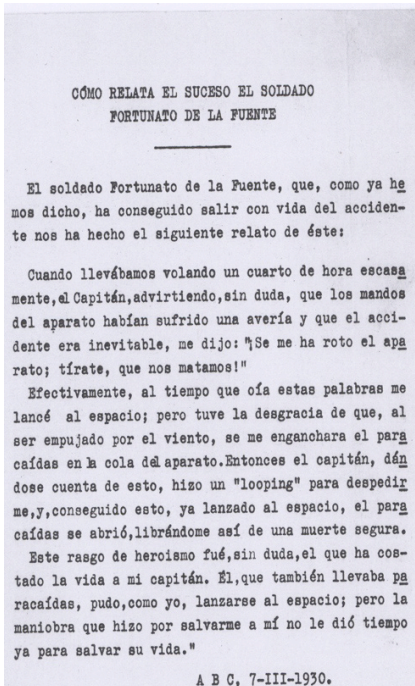 CÓMO RELATA EL SUCESO EL SOLDADO
FORTUNATO DE LA FUENTE
El soldado Fortunato de la Fuente, que, como ya he
mos dicho, ha conseguido salir con vida del acciden-
te nos ha hecho el siguiente relato de éste:
Cuando llevábamos volando un cuarto de hora escasa
mente,el Capitán,advirtiendo,sin duda, que los mandos
del aparato habían sufrido una avería y que el acci-
dente era inevitable, me dijo: "¡Se me ha roto el apa
rato; tírate, que nos matamos!"
Efectivamente, al tiempo que oía estas palabras me
lancé al espacio; pero tuve la desgracia de que, al
ser empujado por el viento, se me enganchara el para
caídas en la cola del aparato.Entonces el capitán, dán
dose cuenta de esto, hizo un "looping" para despedir
me,y,conseguido esto, ya lanzado al espacio, el para
caídas se abrió,librándome así de una muerte segura.
Este rasgo de heroismo fué,sin duda,el que ha cos-
tado la vida a mi capitán. Él,que también llevaba pa
racaídas, pudo,como yo, lanzarse al espacio; pero la
maniobra que hizo por salvarme a mí no le dió tiempo
ya para salvar su vida."
A B C, 7-III-1930.